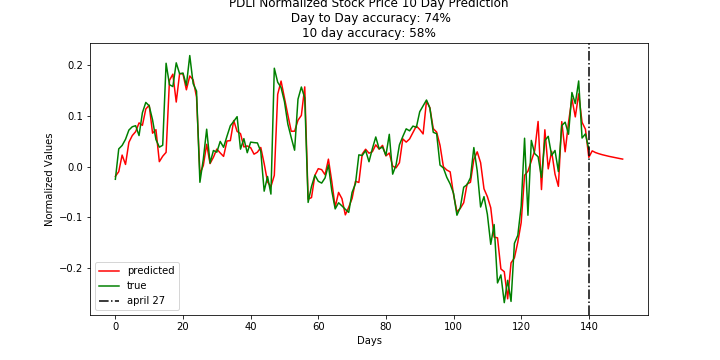 PDLI Normalized Stock Price 10 Day Prediction
Day to Day accuracy: 74%
10 day accuracy: 58%
Normalized Values
0.2
0.1
0.0
−0.1
−0.2
predicted
true
april 27
0 20 40 60 80 100 120 140
Days